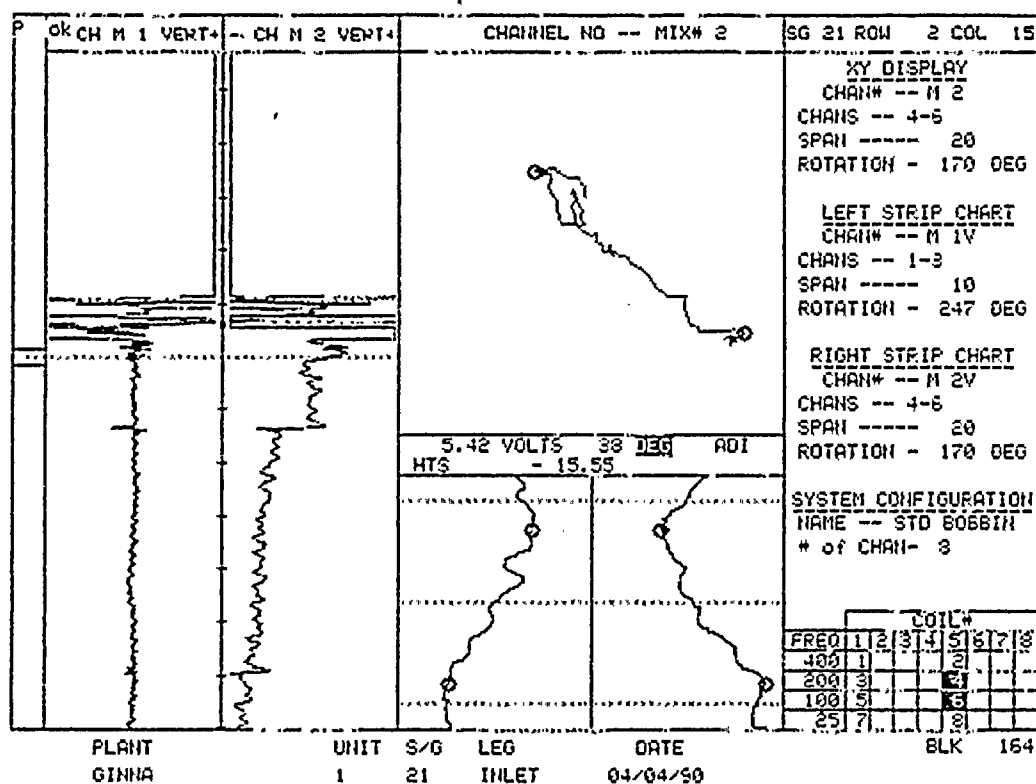 P ok CH M 1 VERT+ -- CH M 2 VERT+ CHANNEL NO -- MIX# 2 SG 21 ROW 2 COL 15
XY DISPLAY
CHAN# -- M 2
CHANS -- 4-6
SPAN ----- 20
ROTATION - 170 DEG
LEFT STRIP CHART
CHAN# -- M 1V
CHANS -- 1-3
SPAN ----- 10
ROTATION - 247 DEG
RIGHT STRIP CHART
CHAN# -- M 2V
CHANS -- 4-6
SPAN ----- 20
ROTATION - 170 DEG
5.42 VOLTS 38 DEG ADI
HTS - 15.55
SYSTEM CONFIGURATION
NAME -- STD BOBBIN
# of CHAN- 8
COIL#
FREQ 1 2 3 4 5 6 7 8
400 1 2
200 3 4
100 5 6
25 7 8
PLANT UNIT S/G LEG DATE BLK 164
GINNA 1 21 INLET 04/04/90